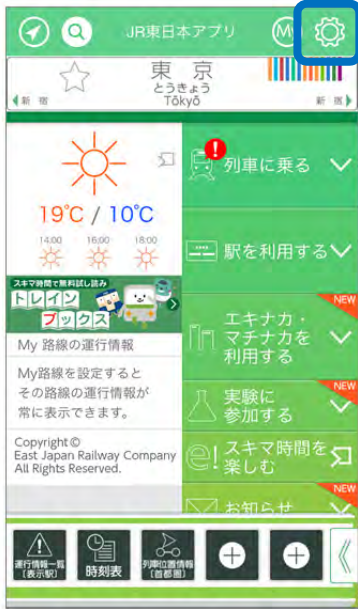 JR東日本アプリ
My
東 京
とうきょう
Tōkyō
新 宿
19℃ / 10℃
14:00 16:00 18:00
スキマ時間で無料試し読み
トレイン
ブックス
My 路線の運行情報
My路線を設定すると
その路線の運行情報が
常に表示できます。
Copyright ©
East Japan Railway Company
All Rights Reserved.
!
列車に乗る
駅を利用する
NEW
エキナカ・
マチナカを
利用する
NEW
実験に
参加する
e!
スキマ時間を
楽しむ
NEW
お知らせ
運行情報一覧
(表示駅)
時刻表
列車位置情報
(首都圏)